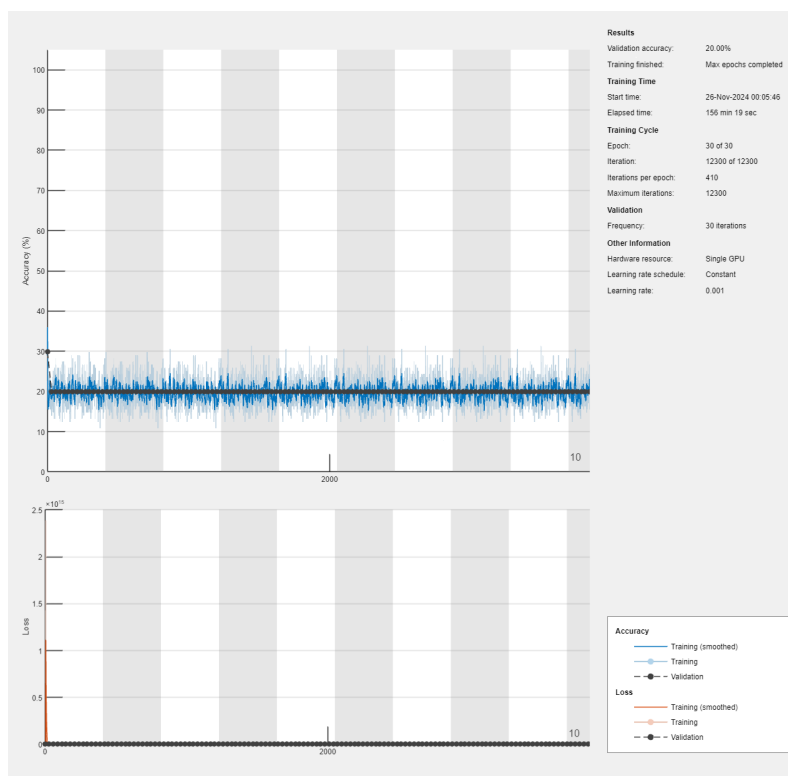 Results
Validation accuracy: 20.00%
Training finished: Max epochs completed
Training Time
Start time: 26-Nov-2024 00:05:46
Elapsed time: 156 min 19 sec
Training Cycle
Epoch: 30 of 30
Iteration: 12300 of 12300
Iterations per epoch: 410
Maximum iterations: 12300
Validation
Frequency: 30 iterations
Other Information
Hardware resource: Single GPU
Learning rate schedule: Constant
Learning rate: 0.001
Accuracy (%)
100
90
80
70
60
50
40
30
20
10
0
10
0 2000
×10¹⁵
Loss
2.5
2
1.5
1
0.5
0
10
0 2000
Accuracy
Training (smoothed)
Training
Validation
Loss
Training (smoothed)
Training
Validation